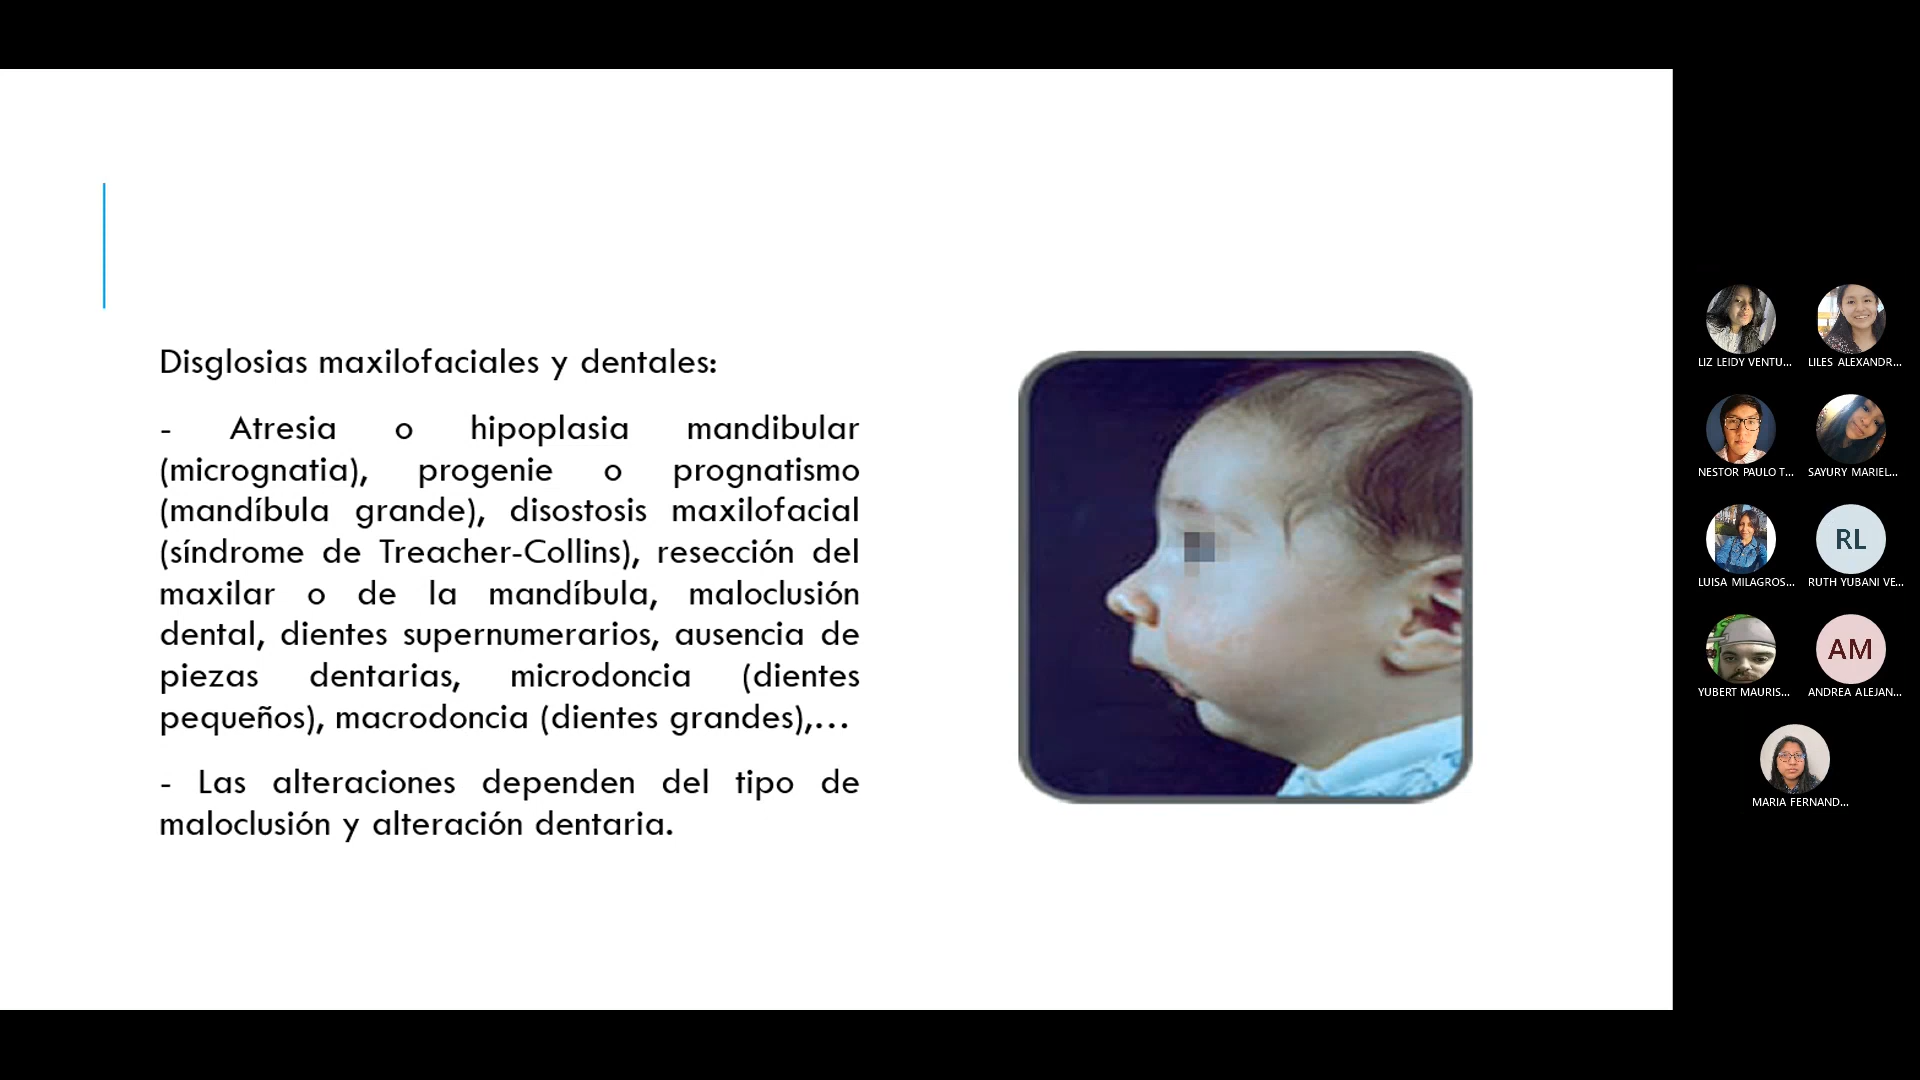 Disglosias maxilofaciales y dentales:
- Atresia o hipoplasia mandibular
(micrognatia), progenie o prognatismo
(mandíbula grande), disostosis maxilofacial
(síndrome de Treacher-Collins), resección del
maxilar o de la mandíbula, maloclusión
dental, dientes supernumerarios, ausencia de
piezas dentarias, microdoncia (dientes
pequeños), macrodoncia (dientes grandes),...
- Las alteraciones dependen del tipo de
maloclusión y alteración dentaria.
LIZ LEIDY VENTU...
LILES ALEXANDR...
NESTOR PAULO T...
SAYURY MARIEL...
LUISA MILAGROS...
RL
RUTH YUBANI VE...
YUBERT MAURIS...
AM
ANDREA ALEJAN...
MARIA FERNAND...